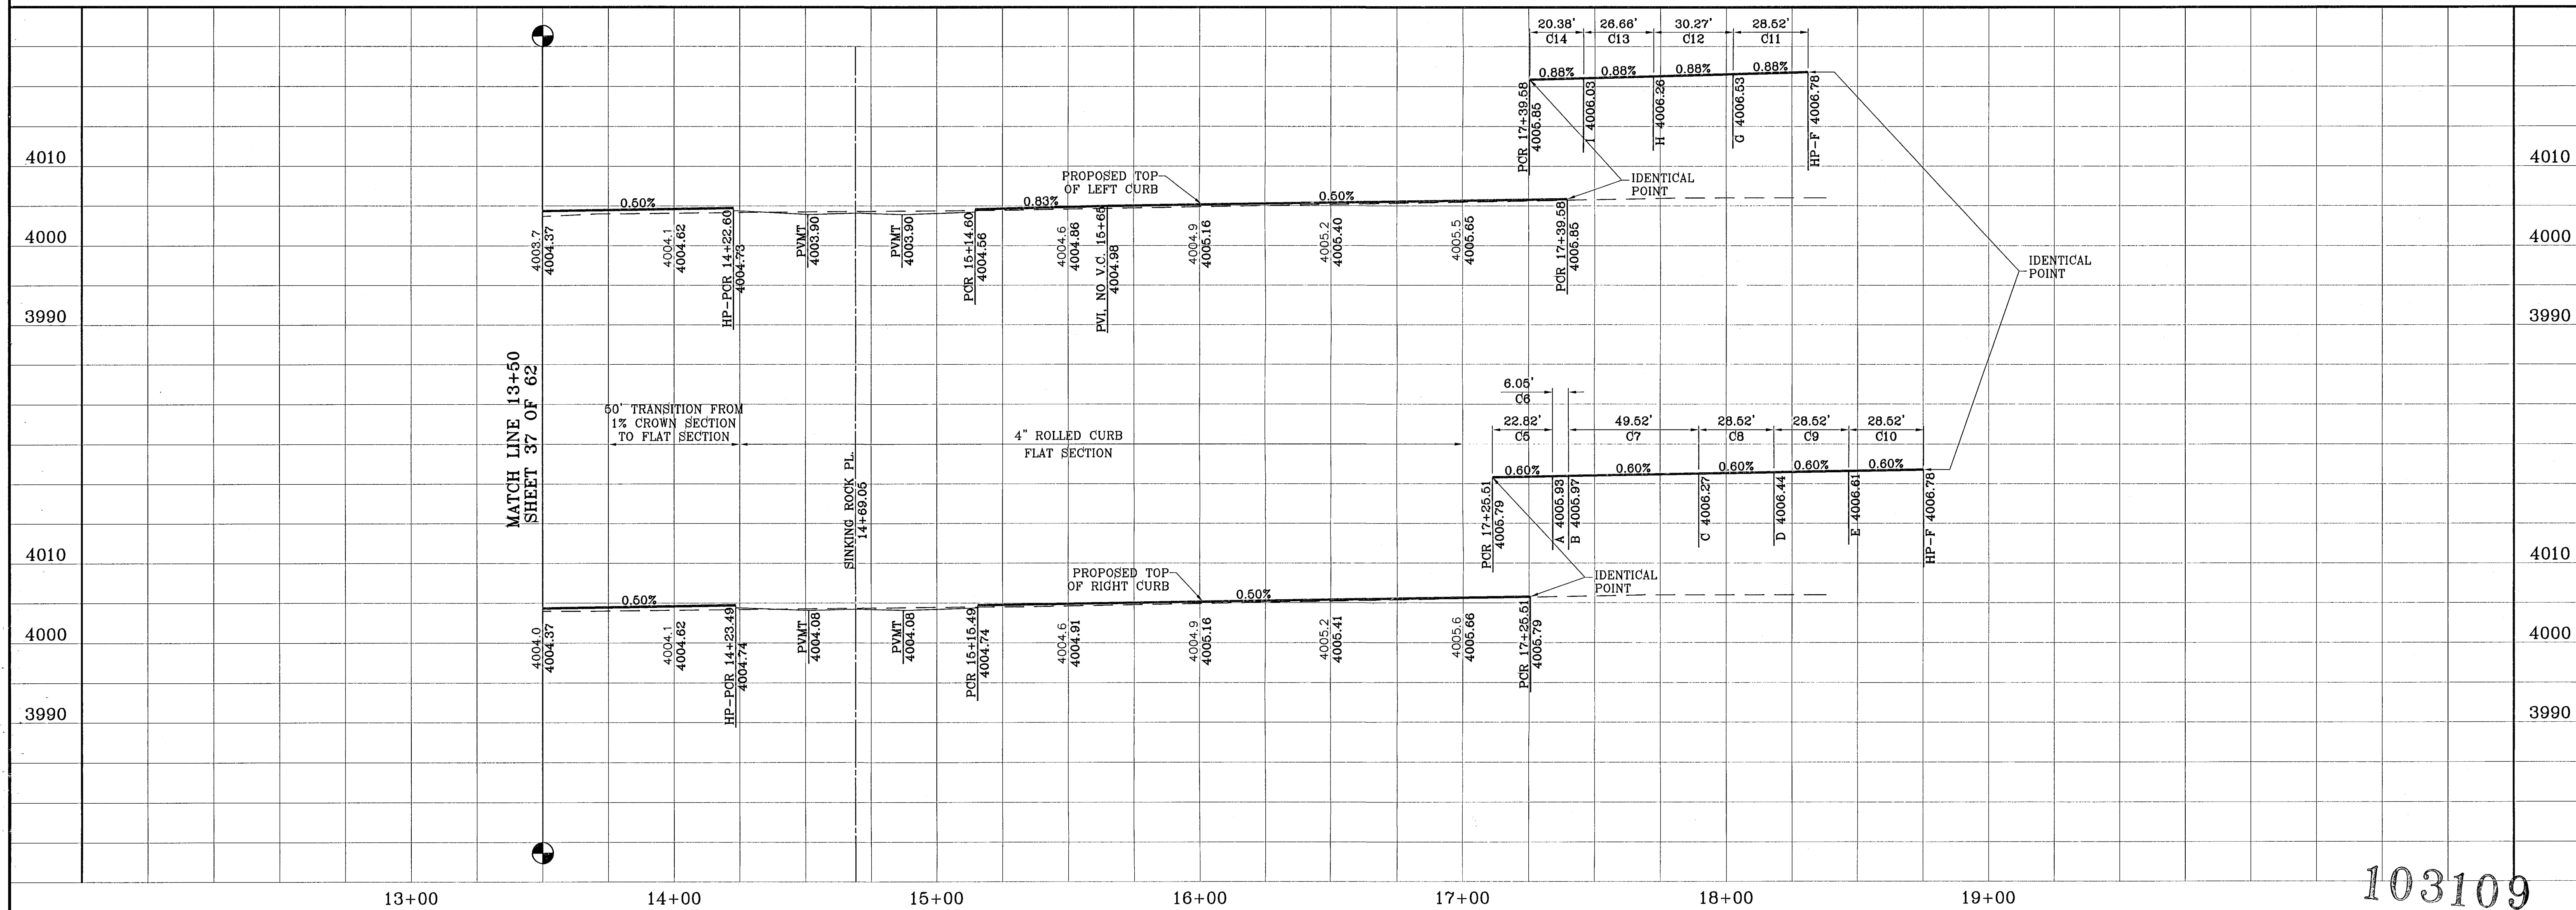 20.38' 26.66' 30.27' 28.52'
C14 C13 C12 C11
0.88% 0.88% 0.88% 0.88%
PCR 17+39.58
4005.85
I 4006.03
H 4006.26
G 4006.53
HP-F 4006.78
4010
4010
PROPOSED TOP
OF LEFT CURB
IDENTICAL
POINT
0.50%
0.83%
0.50%
4003.7
4004.37
4004.1
4004.62
HP-PCR 14+22.60
4004.73
PVMT
4003.90
PVMT
4003.90
PCR 15+14.60
4004.56
4004.6
4004.86
PVI, NO V.C. 15+65
4004.98
4004.9
4005.16
4005.2
4005.40
4005.5
4005.65
PCR 17+39.58
4005.85
4000
4000
IDENTICAL
POINT
3990
3990
MATCH LINE 13+50
SHEET 37 OF 62
50' TRANSITION FROM
1% CROWN SECTION
TO FLAT SECTION
SINKING ROCK PL.
14+69.05
4" ROLLED CURB
FLAT SECTION
6.05'
C6
22.82' 49.52' 28.52' 28.52' 28.52'
C5 C7 C8 C9 C10
0.60% 0.60% 0.60% 0.60% 0.60%
PCR 17+25.51
4005.79
A 4005.93
B 4005.97
C 4006.27
D 4006.44
E 4006.61
HP-F 4006.78
4010
4010
PROPOSED TOP
OF RIGHT CURB
IDENTICAL
POINT
0.50%
0.50%
4004.0
4004.37
4004.1
4004.62
HP-PCR 14+23.49
4004.74
PVMT
4004.08
PVMT
4004.08
PCR 15+15.49
4004.74
4004.6
4004.91
4004.9
4005.16
4005.2
4005.41
4005.6
4005.66
PCR 17+25.51
4005.79
4000
4000
3990
3990
13+00 14+00 15+00 16+00 17+00 18+00 19+00
103109